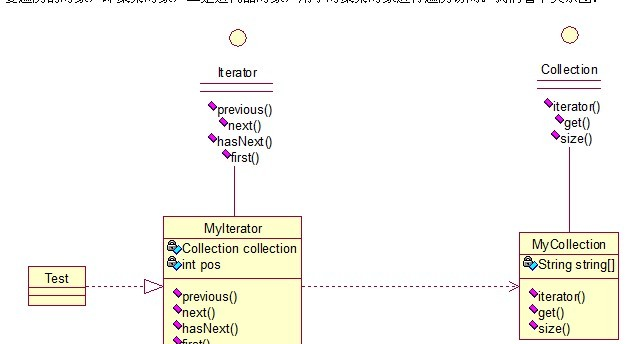 Iterator
previous()
next()
hasNext()
first()
Collection
iterator()
get()
size()
MyIterator
Collection collection
int pos
previous()
next()
hasNext()
first()
Test
MyCollection
String string[]
iterator()
get()
size()